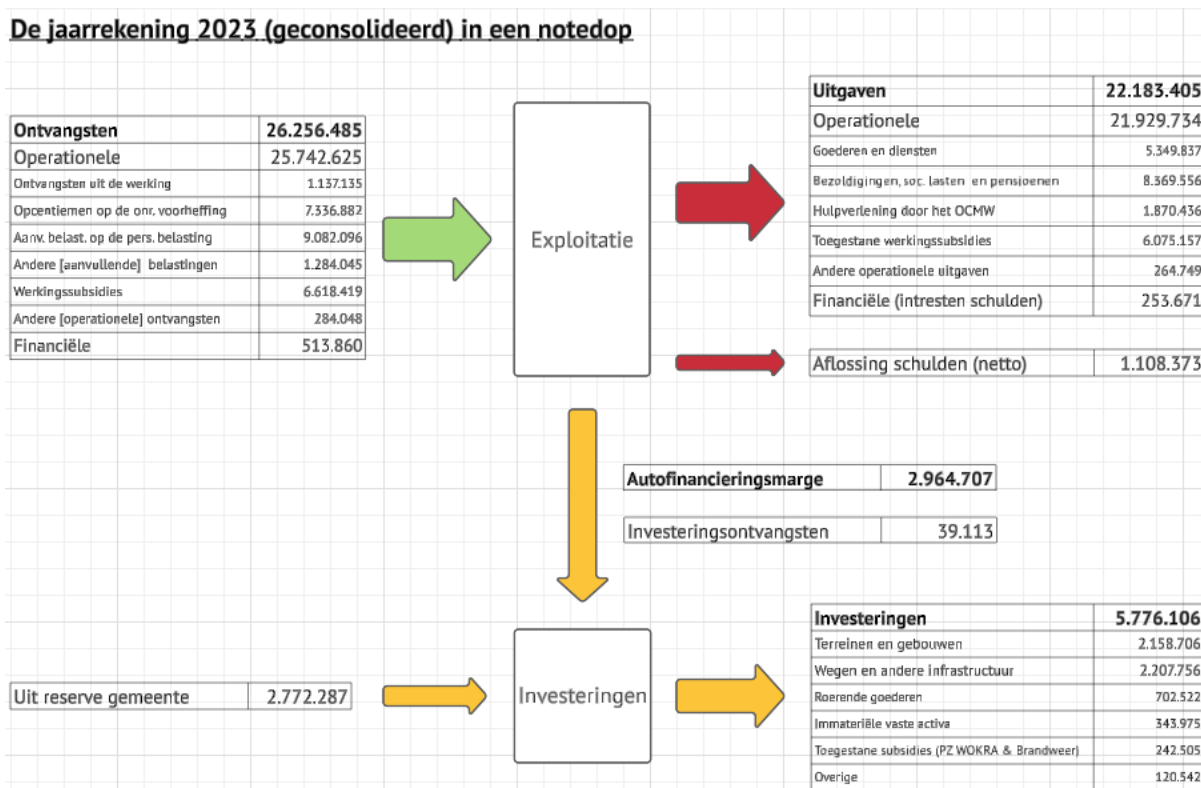 De jaarrekening 2023 (geconsolideerd) in een notedop
Ontvangsten 26.256.485
Operationele 25.742.625
Ontvangsten uit de werking 1.137.135
Opcentiemen op de onr. voorheffing 7.336.882
Aanv. belast. op de pers. belasting 9.082.096
Andere [aanvullende] belastingen 1.284.045
Werkingssubsidies 6.618.419
Andere [operationele] ontvangsten 284.048
Financiële 513.860
Exploitatie
Uitgaven 22.183.405
Operationele 21.929.734
Goederen en diensten 5.349.837
Bezoldigingen, soc. lasten en pensioenen 8.369.556
Hulpverlening door het OCMW 1.870.436
Toegestane werkingssubsidies 6.075.157
Andere operationele uitgaven 264.749
Financiële (intresten schulden) 253.671
Aflossing schulden (netto) 1.108.373
Autofinancieringsmarge 2.964.707
Investeringsontvangsten 39.113
Uit reserve gemeente 2.772.287
Investeringen
Investeringen 5.776.106
Terreinen en gebouwen 2.158.706
Wegen en andere infrastructuur 2.207.756
Roerende goederen 702.522
Immateriële vaste activa 343.975
Toegestane subsidies (PZ WOKRA & Brandweer) 242.505
Overige 120.542